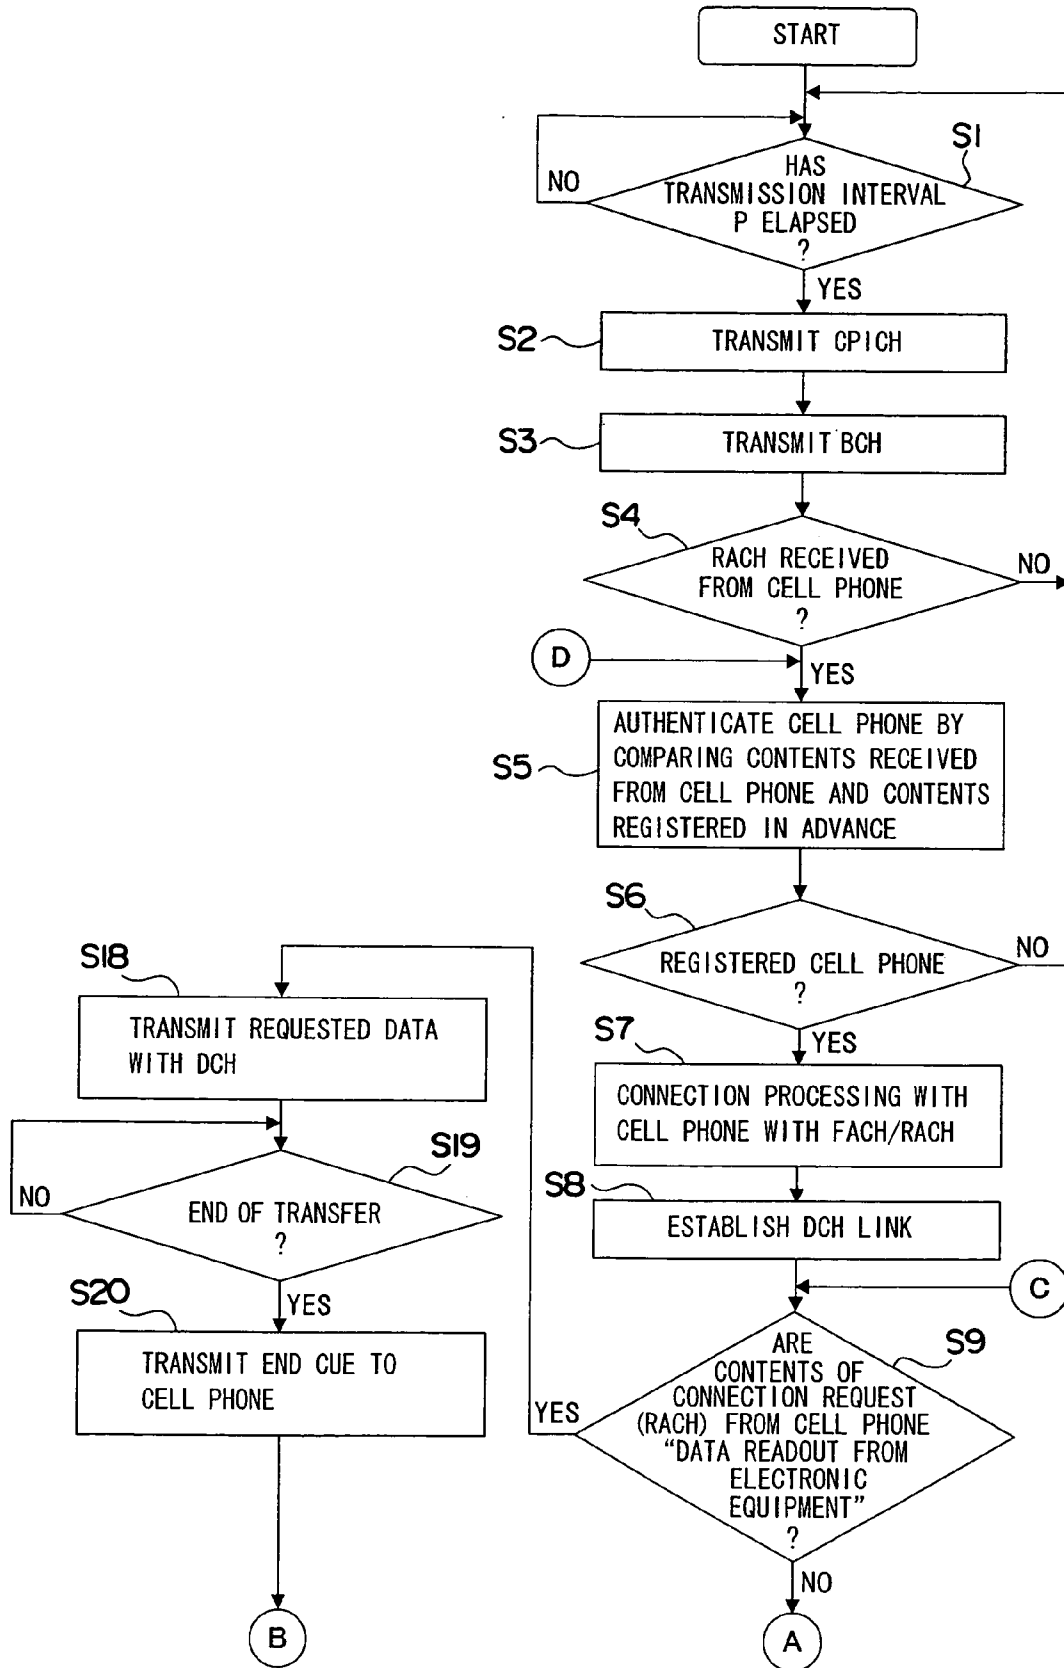 START
S1
HAS
TRANSMISSION INTERVAL
P ELAPSED
?
NO
YES
S2
TRANSMIT CPICH
S3
TRANSMIT BCH
S4
RACH RECEIVED
FROM CELL PHONE
?
NO
D
YES
S5
AUTHENTICATE CELL PHONE BY
COMPARING CONTENTS RECEIVED
FROM CELL PHONE AND CONTENTS
REGISTERED IN ADVANCE
S6
REGISTERED CELL PHONE
?
NO
YES
S7
CONNECTION PROCESSING WITH
CELL PHONE WITH FACH/RACH
S8
ESTABLISH DCH LINK
C
S9
ARE
CONTENTS OF
CONNECTION REQUEST
(RACH) FROM CELL PHONE
“DATA READOUT FROM
ELECTRONIC
EQUIPMENT”
?
YES
NO
A
S18
TRANSMIT REQUESTED DATA
WITH DCH
S19
END OF TRANSFER
?
NO
YES
S20
TRANSMIT END CUE TO
CELL PHONE
B